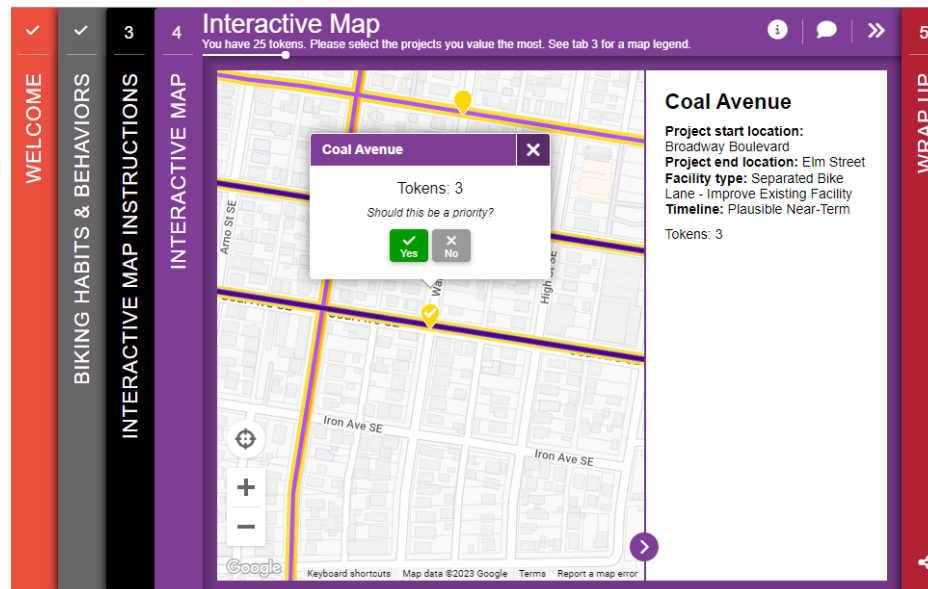 WELCOME
BIKING HABITS & BEHAVIORS
3
INTERACTIVE MAP INSTRUCTIONS
4
INTERACTIVE MAP
Interactive Map
You have 25 tokens. Please select the projects you value the most. See tab 3 for a map legend.
5
WRAP UP
Coal Avenue
Tokens: 3
Should this be a priority?
Yes
No
Arno St SE
High St SE
Iron Ave SE
Iron Ave SE
Google
Keyboard shortcuts
Map data ©2023 Google
Terms
Report a map error
Coal Avenue
Project start location:
Broadway Boulevard
Project end location: Elm Street
Facility type: Separated Bike
Lane - Improve Existing Facility
Timeline: Plausible Near-Term
Tokens: 3